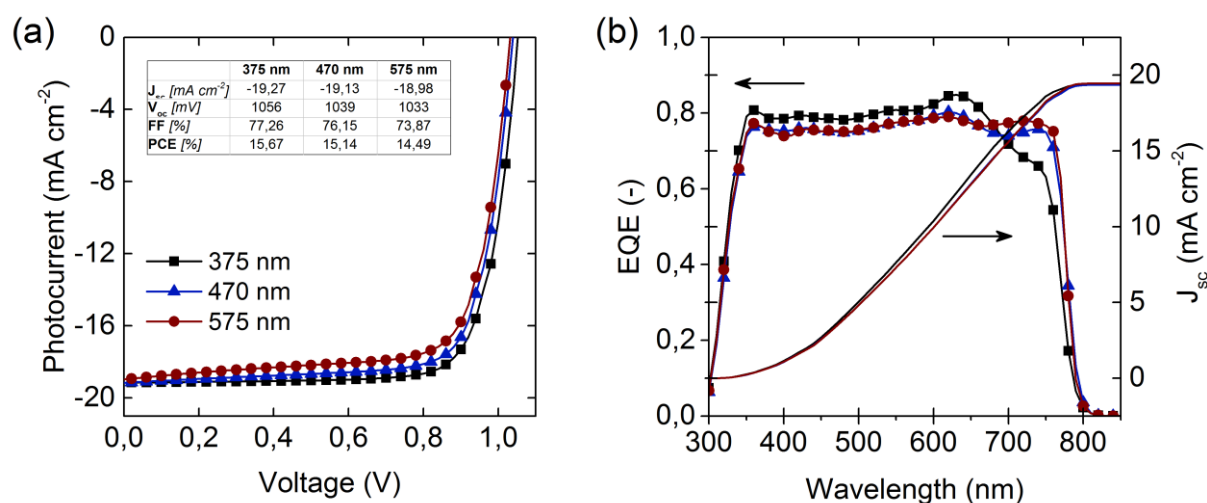 (a)
0
-4
-8
-12
-16
-20
Photocurrent (mA cm-2)
375 nm 470 nm 575 nm
Jsc [mA cm-2] -19,27 -19,13 -18,98
Voc [mV] 1056 1039 1033
FF [%] 77,26 76,15 73,87
PCE [%] 15,67 15,14 14,49
375 nm
470 nm
575 nm
0,0 0,2 0,4 0,6 0,8 1,0
Voltage (V)
(b)
1,0
0,8
0,6
0,4
0,2
0,0
EQE (-)
20
15
10
5
0
Jsc (mA cm-2)
300 400 500 600 700 800
Wavelength (nm)